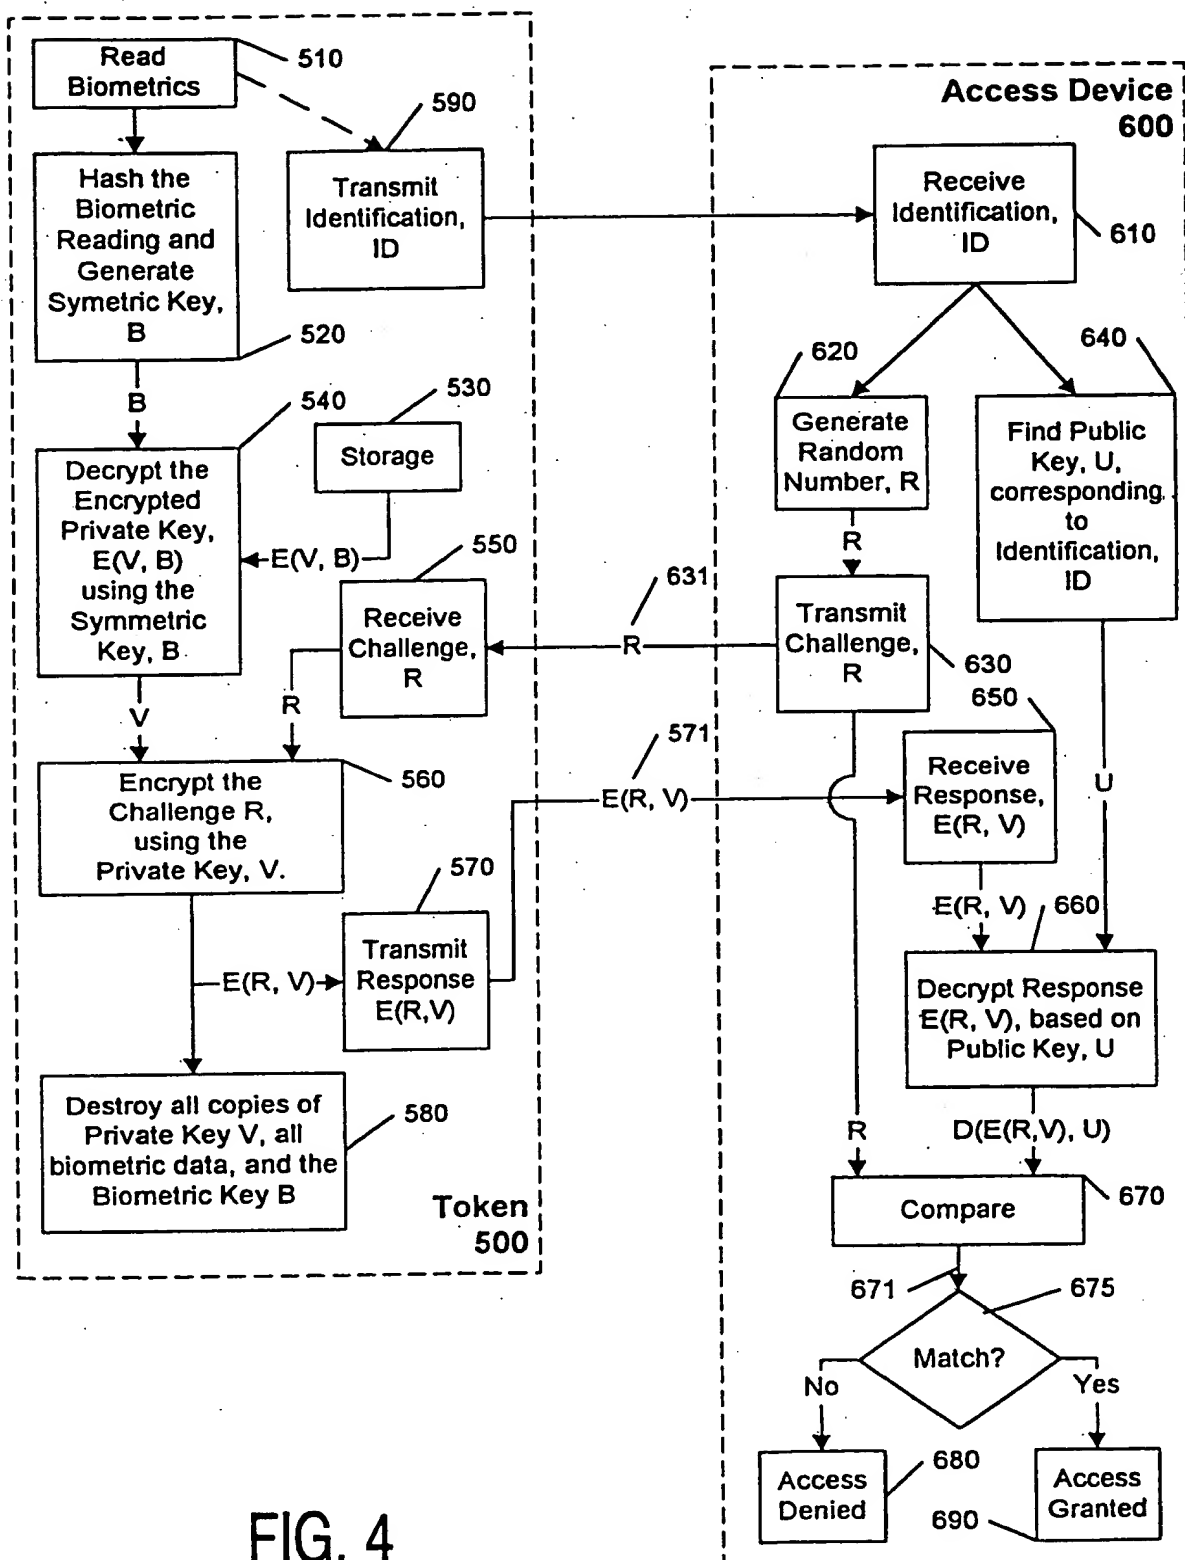 Read
Biometrics
510
590
Hash the
Biometric
Reading and
Generate
Symetric Key,
B
520
Transmit
Identification,
ID
B
540
530
Storage
Decrypt the
Encrypted
Private Key,
E(V, B)
using the
Symmetric
Key, B
E(V, B)
550
Receive
Challenge,
R
V
R
Encrypt the
Challenge R,
using the
Private Key, V.
560
570
E(R, V)
Transmit
Response
E(R,V)
Destroy all copies of
Private Key V, all
biometric data, and the
Biometric Key B
580
Token
500
631
R
571
E(R, V)
Access Device
600
Receive
Identification,
ID
610
620
640
Generate
Random
Number, R
Find Public
Key, U,
corresponding
to
Identification,
ID
R
Transmit
Challenge,
R
630
650
Receive
Response,
E(R, V)
U
E(R, V)
660
Decrypt Response
E(R, V), based on
Public Key, U
R
D(E(R,V), U)
Compare
670
671
675
Match?
No
Yes
Access
Denied
680
Access
Granted
690
FIG. 4